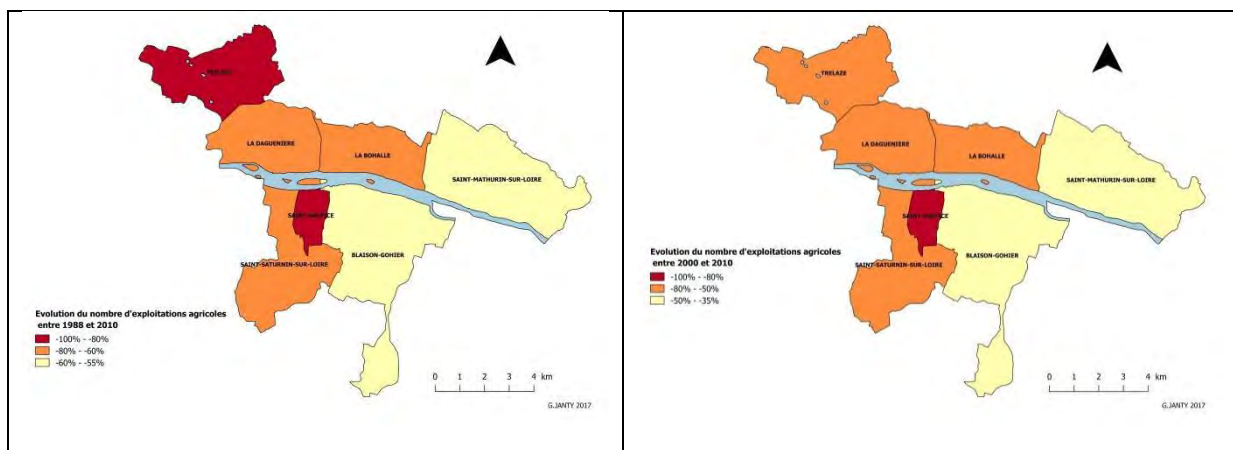 LA DAGUENIERE
LA BOHALLE
SAINT-MATHURIN-SUR-LOIRE
BLAISON-GOHIER
SAINT-SATURNIN-SUR-LOIRE
Evolution du nombre d'exploitations agricoles
entre 1988 et 2010
-100% - -80%
-80% - -60%
-60% - -55%
0 1 2 3 4 km
G.JANTY 2017
TRELAZE
LA DAGUENIERE
LA BOHALLE
SAINT-MATHURIN-SUR-LOIRE
BLAISON-GOHIER
SAINT-SATURNIN-SUR-LOIRE
Evolution du nombre d'exploitations agricoles
entre 2000 et 2010
-100% - -80%
-80% - -50%
-50% - -35%
0 1 2 3 4 km
G.JANTY 2017